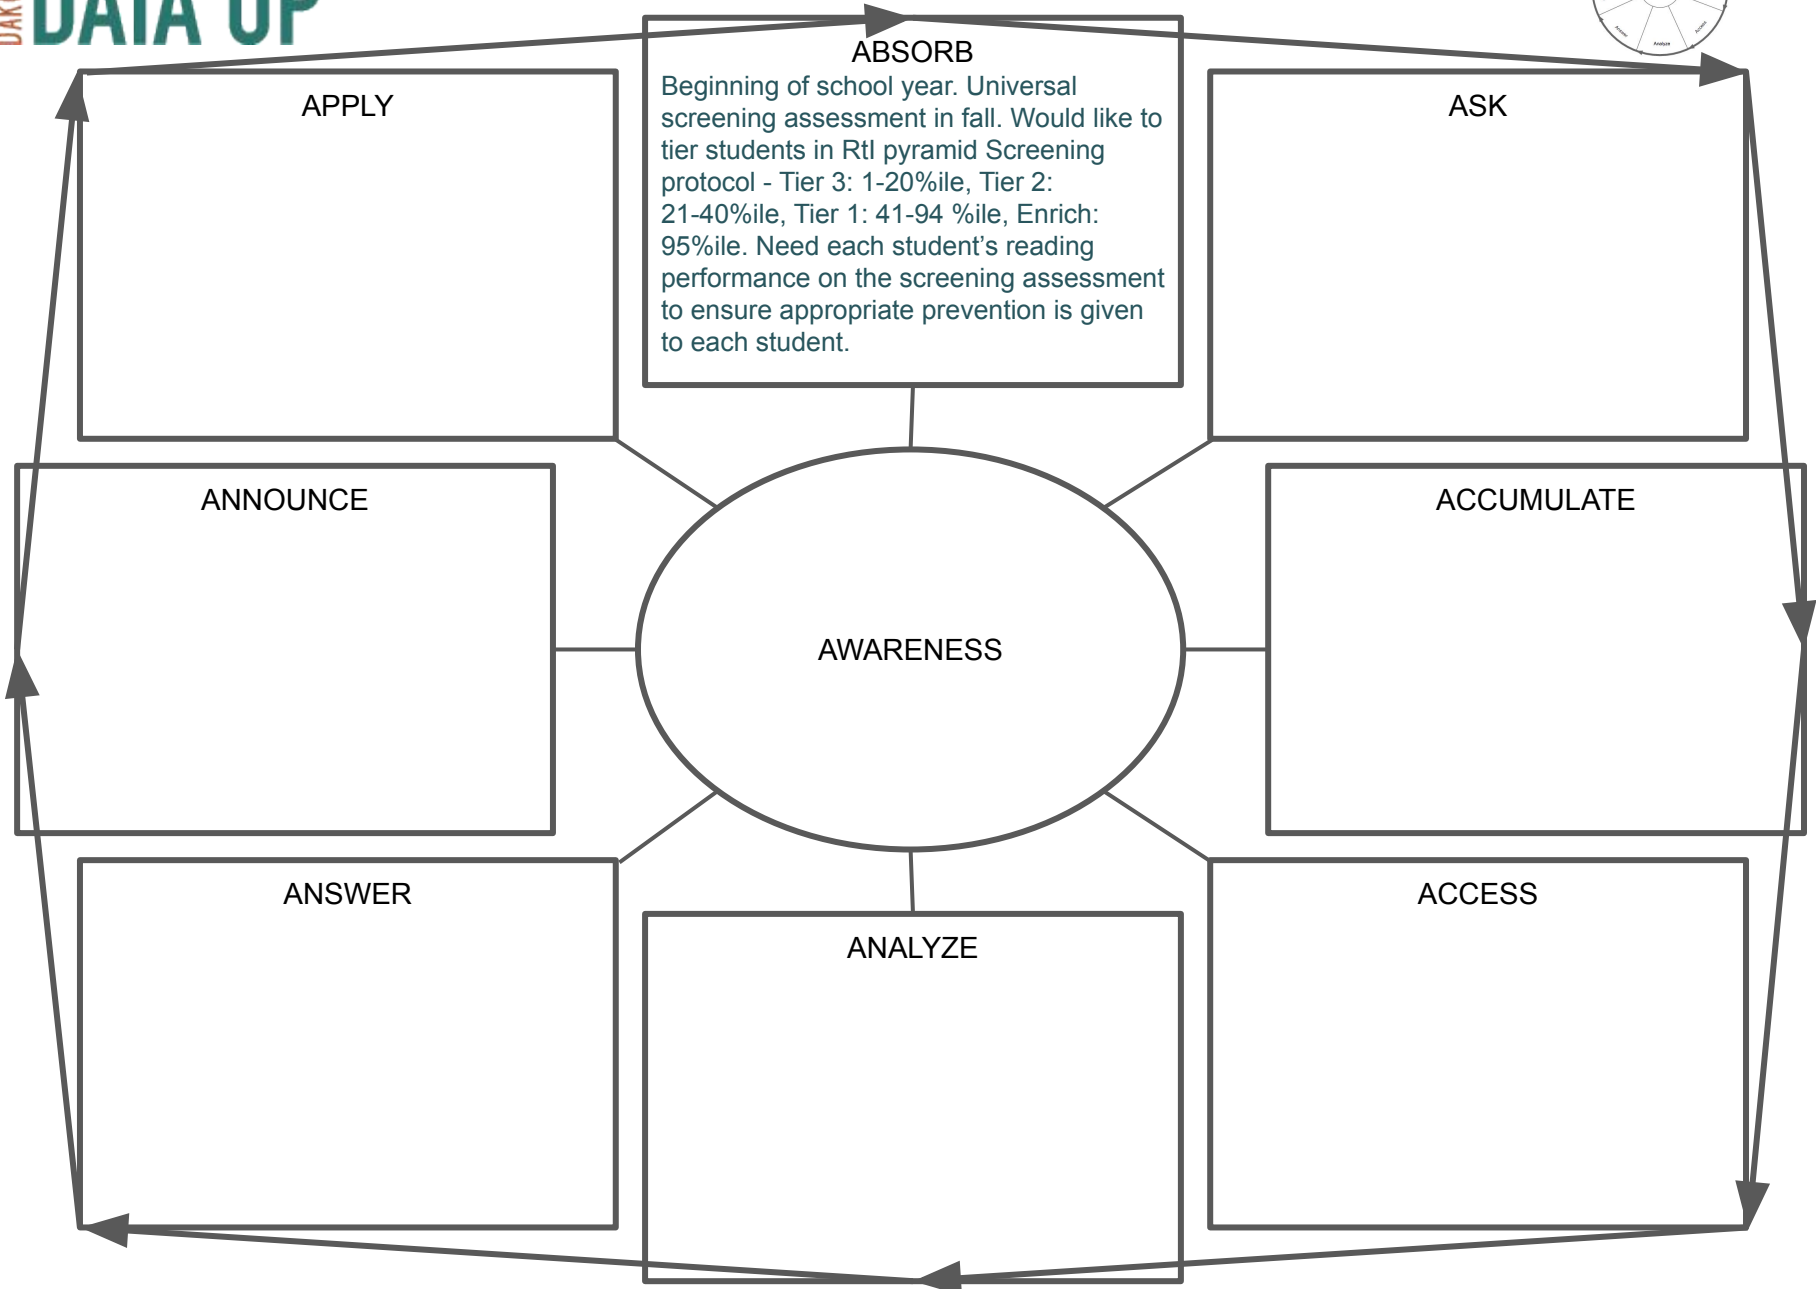 DATA UP
ABSORB
Beginning of school year. Universal
screening assessment in fall. Would like to
tier students in RtI pyramid Screening
protocol - Tier 3: 1-20%ile, Tier 2:
21-40%ile, Tier 1: 41-94 %ile, Enrich:
95%ile. Need each student’s reading
performance on the screening assessment
to ensure appropriate prevention is given
to each student.
ASK
ACCUMULATE
ACCESS
ANALYZE
ANSWER
ANNOUNCE
APPLY
AWARENESS
Answer
Analyze
Access